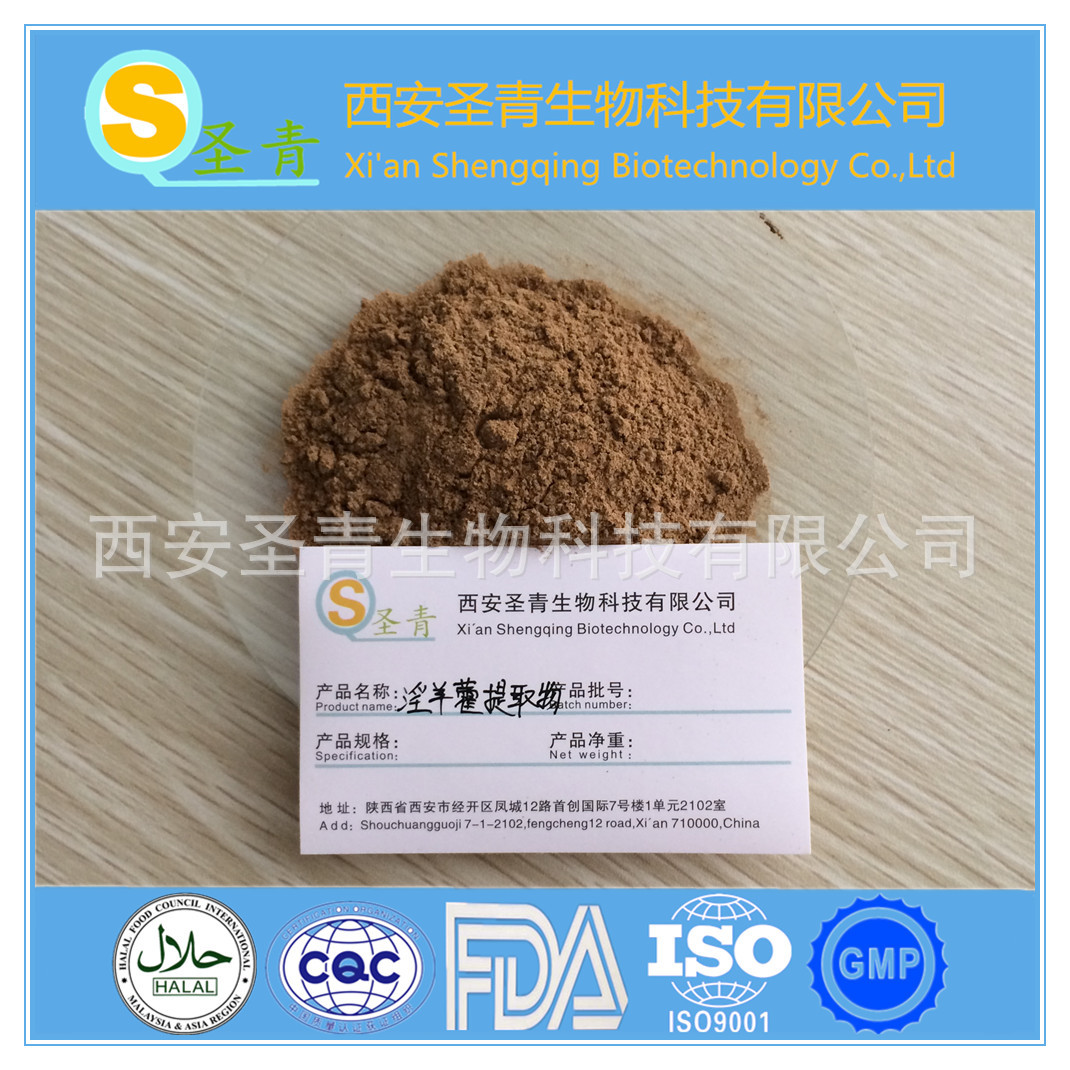 S
圣青
西安圣青生物科技有限公司
Xi'an Shengqing Biotechnology Co.,Ltd
西安圣青生物科技有限公司
S
圣青
西安圣青生物科技有限公司
Xi'an Shengqing Biotechnology Co.,Ltd
产品名称: 淫羊藿提取物 产品批号:
Product name: atch number:
产品规格: 产品净重:
Specification: Net weight :
地 址: 陕西省西安市经开区凤城12路首创国际7号楼1单元2102室
Add: Shouchuangguoji 7-1-2102,fengcheng12 road,Xi'an 710000,China
HALAL FOOD COUNCIL INTERNATIONAL
حلال
HALAL
MALAYSIA & ASIA REGION
CERTIFICATION ORGANIZATION
CQC
FDA
ISO
ISO9001
GMP